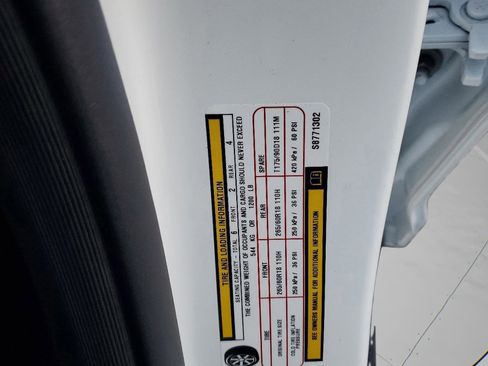 TIRE AND LOADING INFORMATION
SEATING CAPACITY - TOTAL 6 FRONT 2 REAR 4
THE COMBINED WEIGHT OF OCCUPANTS AND CARGO SHOULD NEVER EXCEED
544 KG OR 1200 LB
TIRE FRONT REAR SPARE
ORIGINAL TIRE SIZE 265/60R18 110H 265/60R18 110H T175/90D18 111M
COLD TIRE INFLATION PRESSURE 250 kPa / 36 PSI 250 kPa / 36 PSI 420 kPa / 60 PSI
SEE OWNERS MANUAL FOR ADDITIONAL INFORMATION
S8771302